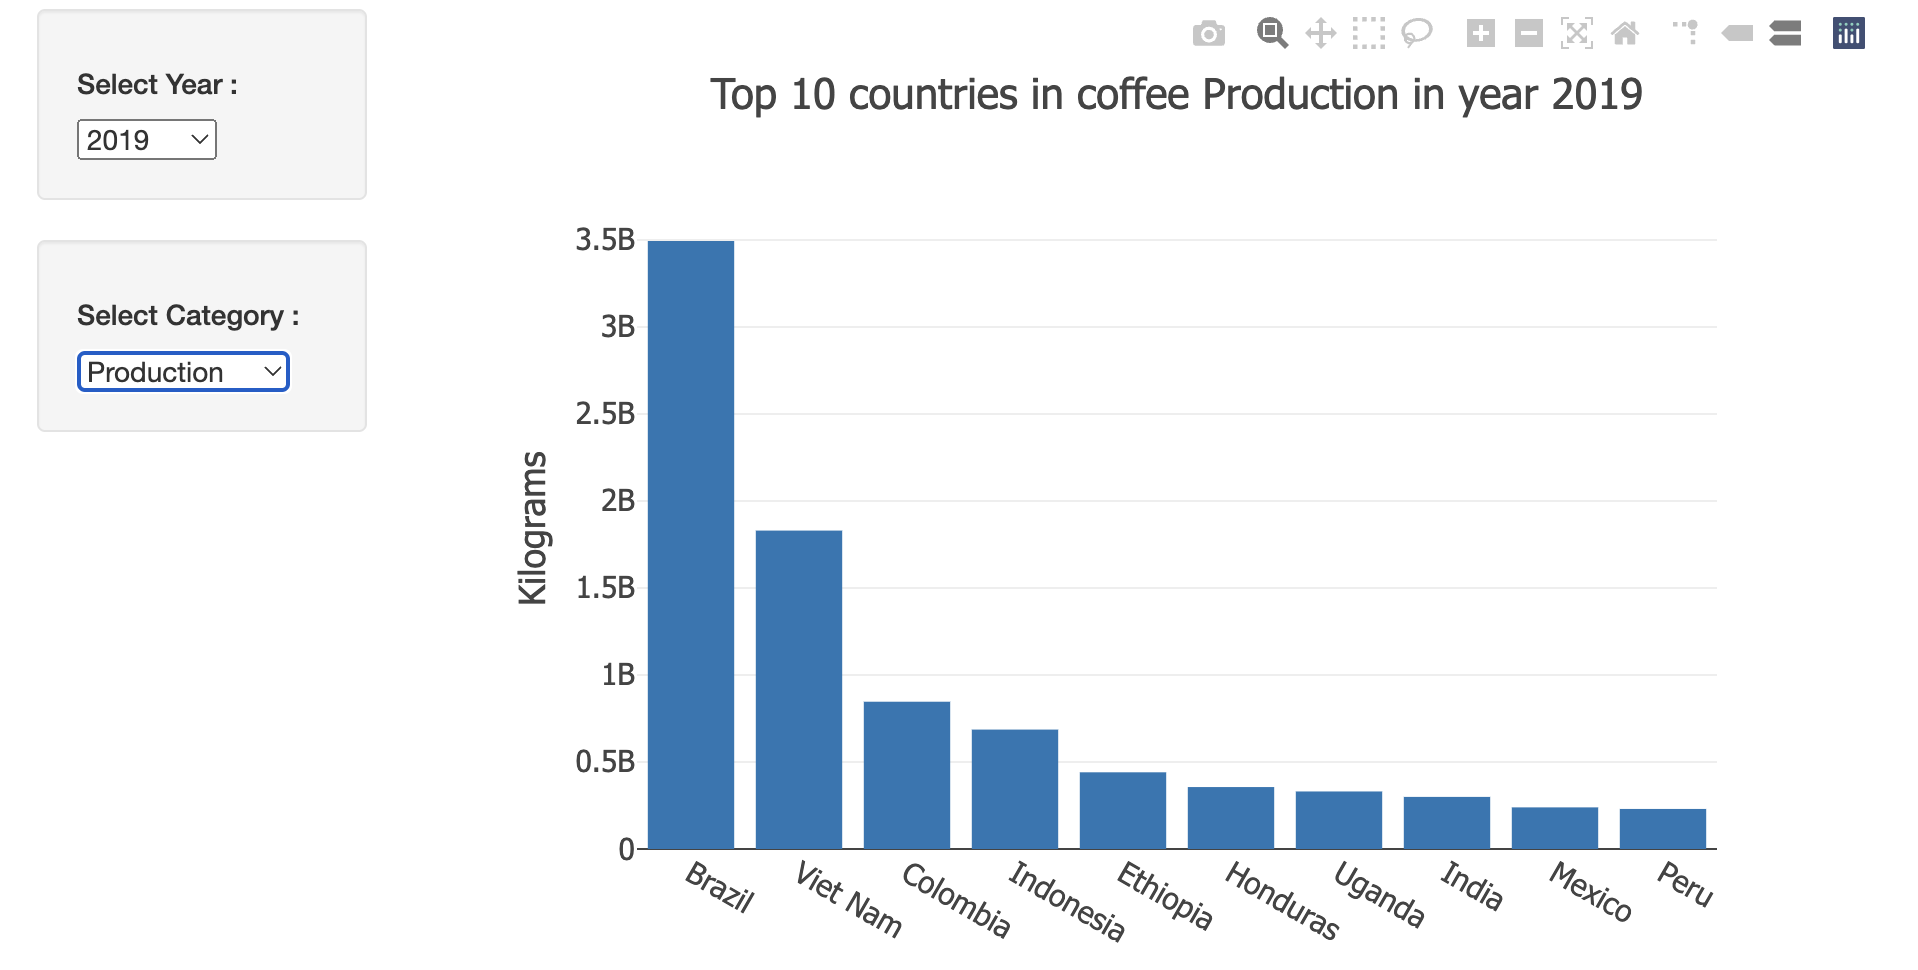 Select Year :
2019
Select Category :
Production
Top 10 countries in coffee Production in year 2019
Kilograms
3.5B
3B
2.5B
2B
1.5B
1B
0.5B
0
Brazil
Viet Nam
Colombia
Indonesia
Ethiopia
Honduras
Uganda
India
Mexico
Peru